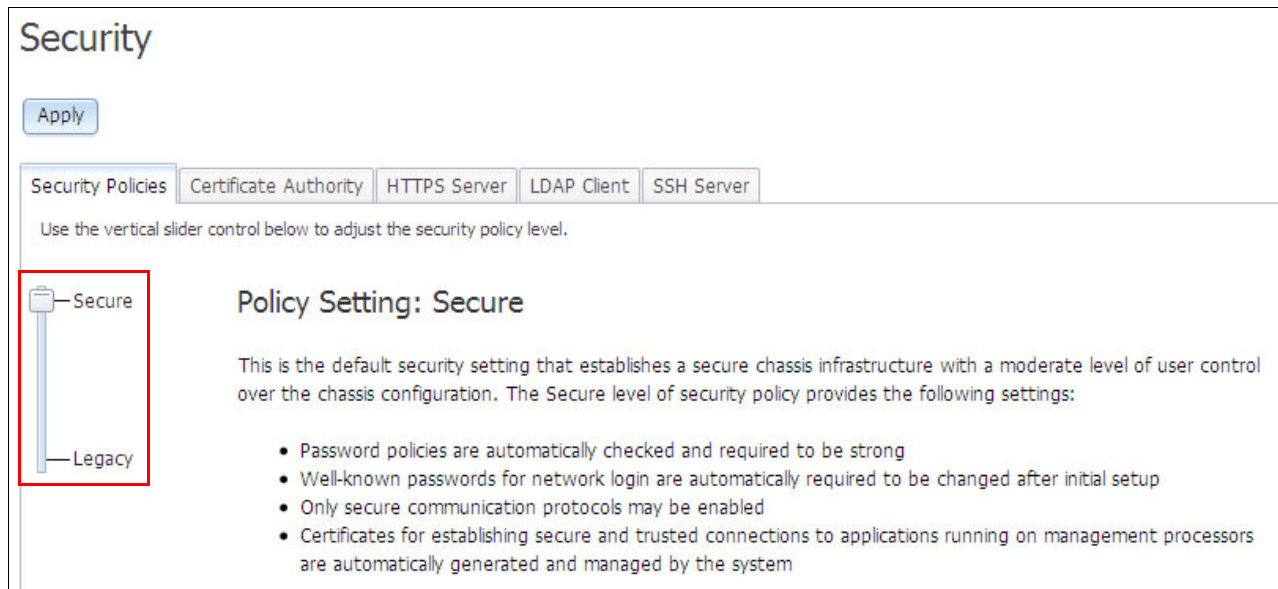 Security
Apply
Security Policies Certificate Authority HTTPS Server LDAP Client SSH Server
Use the vertical slider control below to adjust the security policy level.
Secure
Legacy
Policy Setting: Secure
This is the default security setting that establishes a secure chassis infrastructure with a moderate level of user control
over the chassis configuration. The Secure level of security policy provides the following settings:
• Password policies are automatically checked and required to be strong
• Well-known passwords for network login are automatically required to be changed after initial setup
• Only secure communication protocols may be enabled
• Certificates for establishing secure and trusted connections to applications running on management processors
are automatically generated and managed by the system